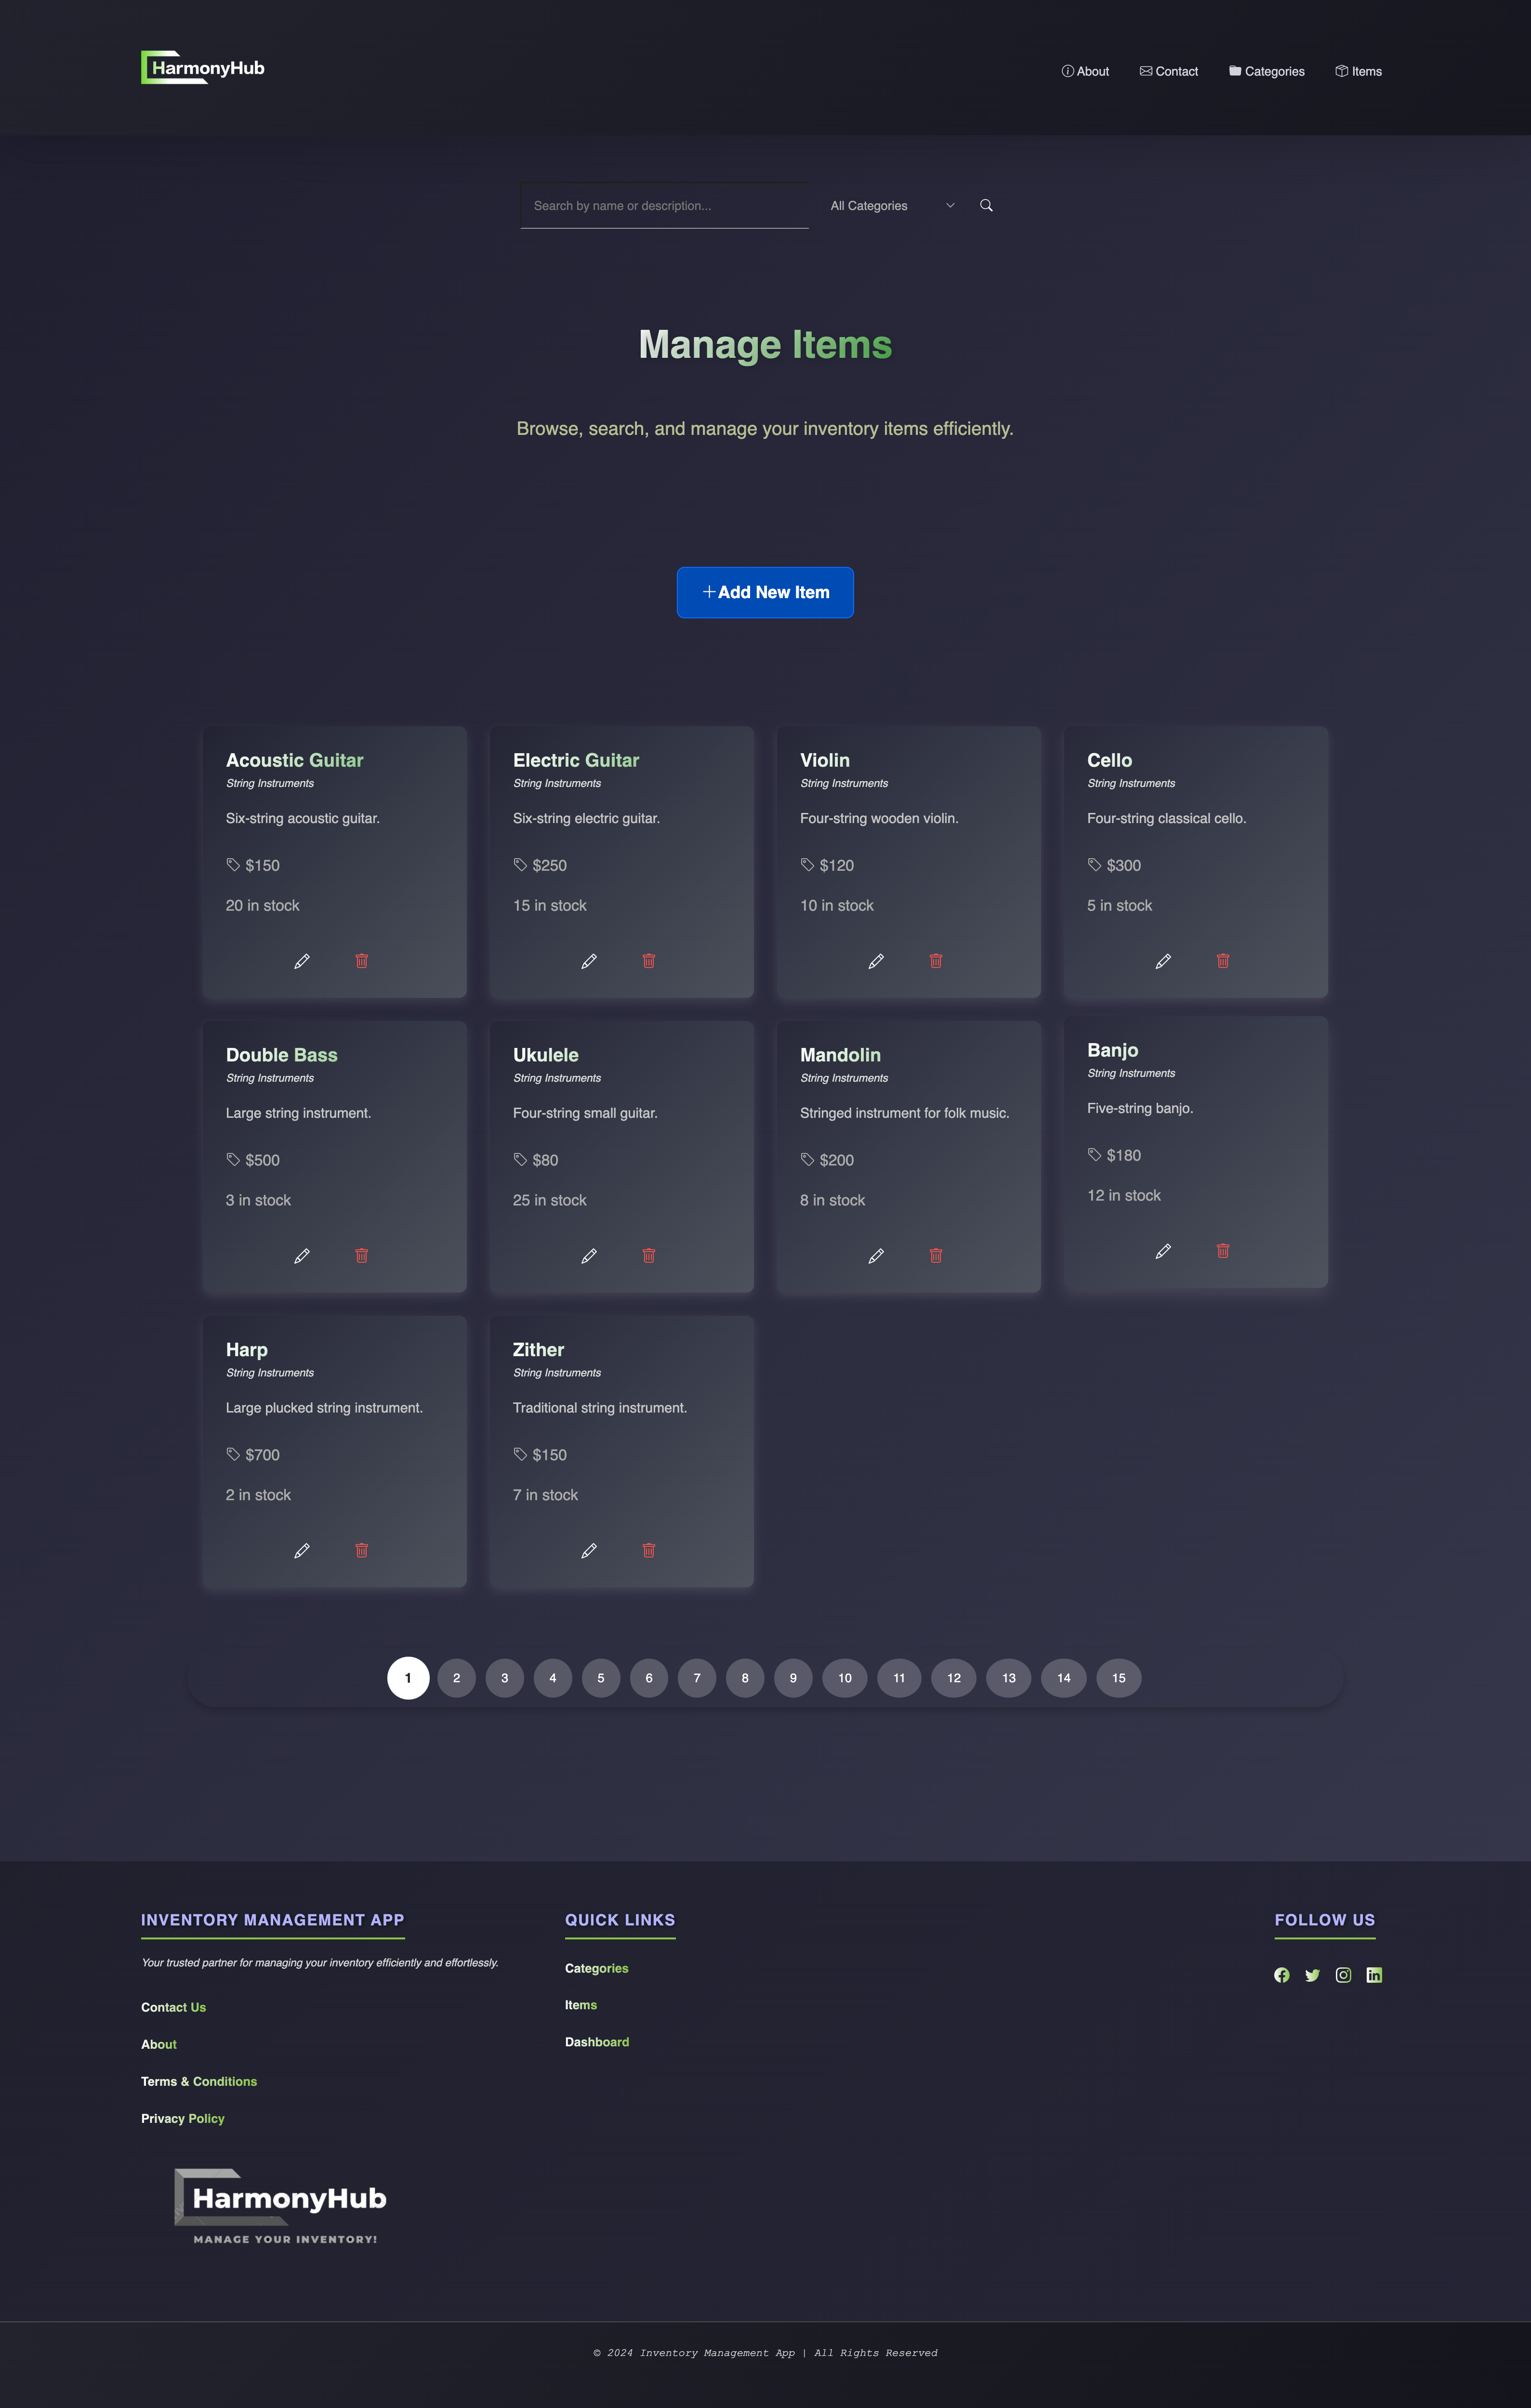 HarmonyHub
About
Contact
Categories
Items
Search by name or description...
All Categories
Manage Items
Browse, search, and manage your inventory items efficiently.
Add New Item
Acoustic Guitar
String Instruments
Six-string acoustic guitar.
$150
20 in stock
Electric Guitar
String Instruments
Six-string electric guitar.
$250
15 in stock
Violin
String Instruments
Four-string wooden violin.
$120
10 in stock
Cello
String Instruments
Four-string classical cello.
$300
5 in stock
Double Bass
String Instruments
Large string instrument.
$500
3 in stock
Ukulele
String Instruments
Four-string small guitar.
$80
25 in stock
Mandolin
String Instruments
Stringed instrument for folk music.
$200
8 in stock
Banjo
String Instruments
Five-string banjo.
$180
12 in stock
Harp
String Instruments
Large plucked string instrument.
$700
2 in stock
Zither
String Instruments
Traditional string instrument.
$150
7 in stock
1 2 3 4 5 6 7 8 9 10 11 12 13 14 15
INVENTORY MANAGEMENT APP
Your trusted partner for managing your inventory efficiently and effortlessly.
Contact Us
About
Terms & Conditions
Privacy Policy
HarmonyHub
MANAGE YOUR INVENTORY!
QUICK LINKS
Categories
Items
Dashboard
FOLLOW US
© 2024 Inventory Management App | All Rights Reserved